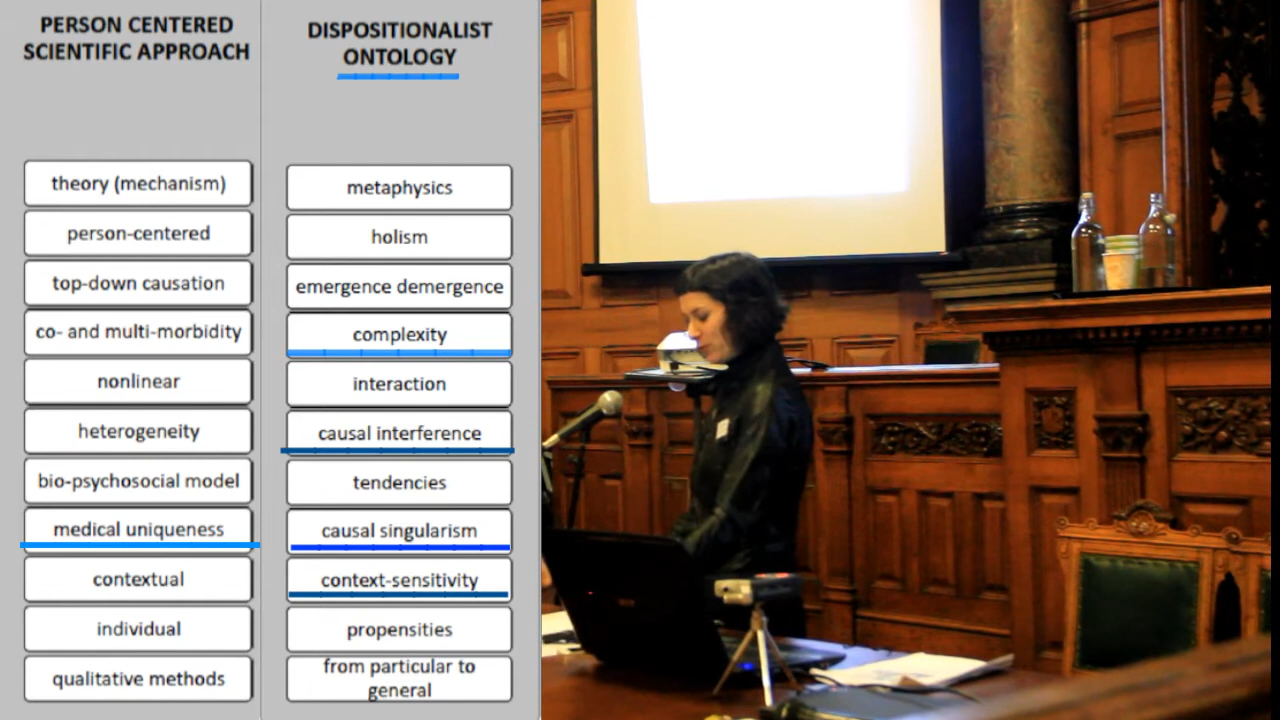 PERSON CENTERED
SCIENTIFIC APPROACH
theory (mechanism)
person-centered
top-down causation
co- and multi-morbidity
nonlinear
heterogeneity
bio-psychosocial model
medical uniqueness
contextual
individual
qualitative methods
DISPOSITIONALIST
ONTOLOGY
metaphysics
holism
emergence demergence
complexity
interaction
causal interference
tendencies
causal singularism
context-sensitivity
propensities
from particular to
general